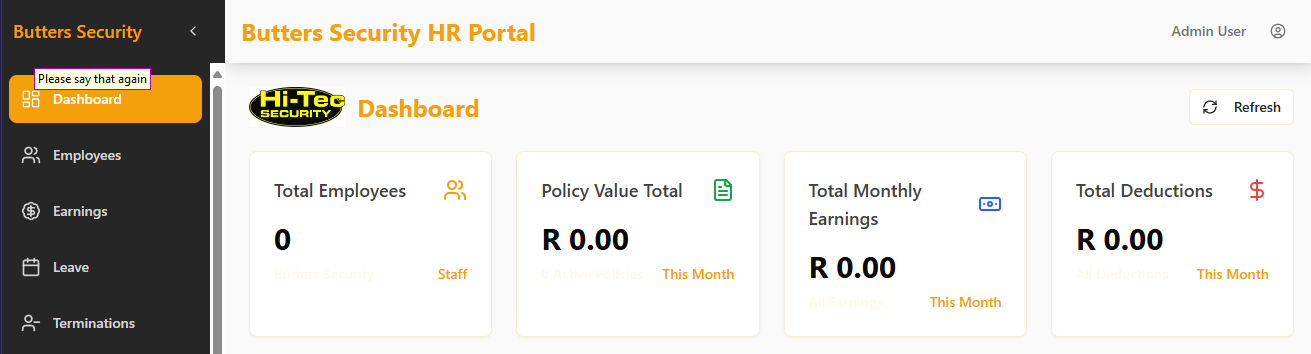 Butters Security
Butters Security HR Portal
Admin User
Please say that again
Dashboard
Employees
Earnings
Leave
Terminations
Hi-Tec
SECURITY
Dashboard
Refresh
Total Employees
0
Butters Security
Staff
Policy Value Total
R 0.00
0 Active Policies
This Month
Total Monthly
Earnings
R 0.00
All Earnings
This Month
Total Deductions
R 0.00
All Deductions
This Month